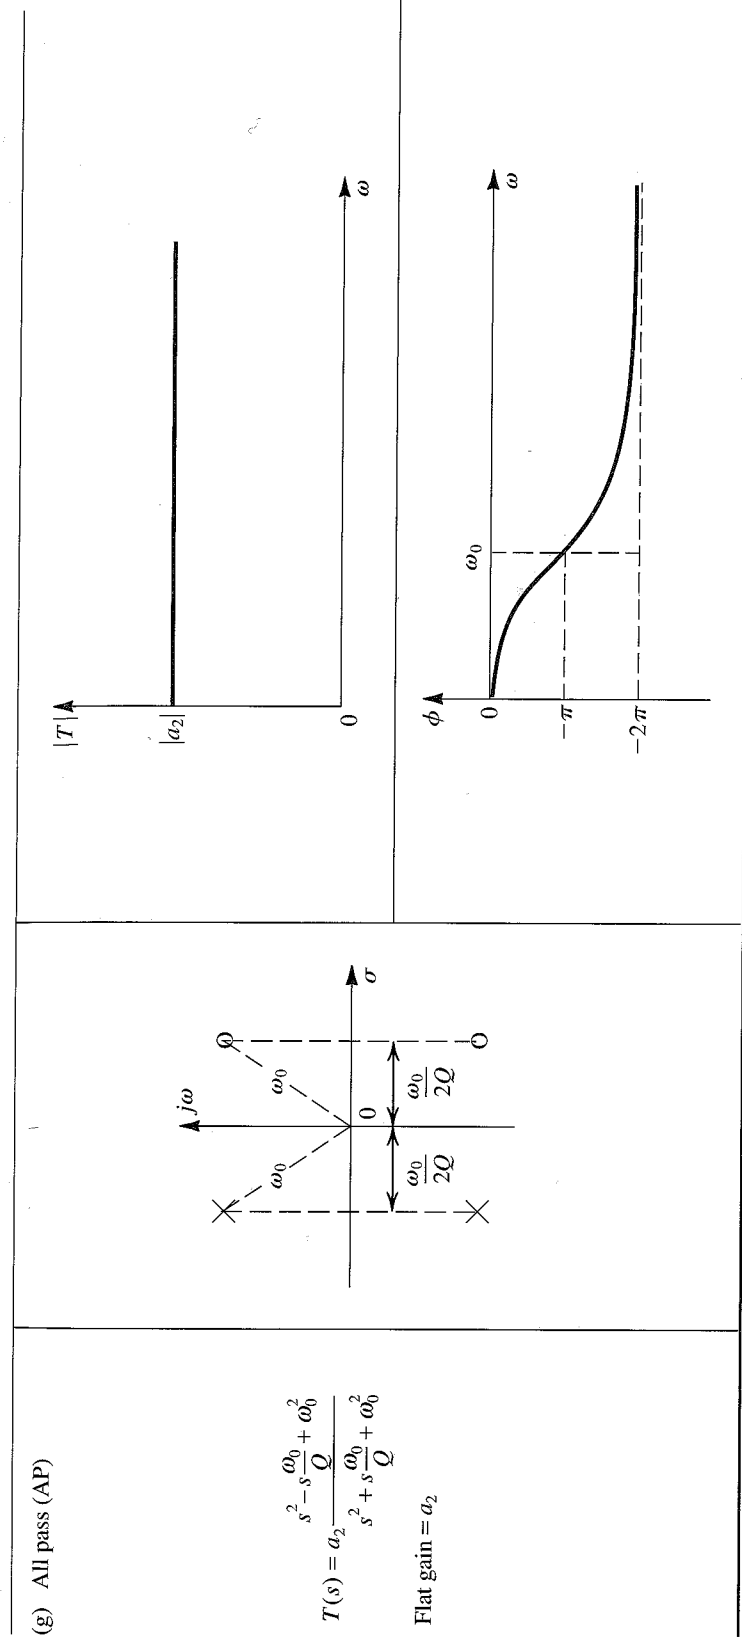 (g) All pass (AP)
T(s) = a₂ (s² − s ω₀/Q + ω₀²) / (s² + s ω₀/Q + ω₀²)
Flat gain = a₂
jω
ω₀
ω₀
0
σ
ω₀/2Q
ω₀/2Q
|T|
|a₂|
0
ω
ϕ
0
ω₀
ω
−π
−2π